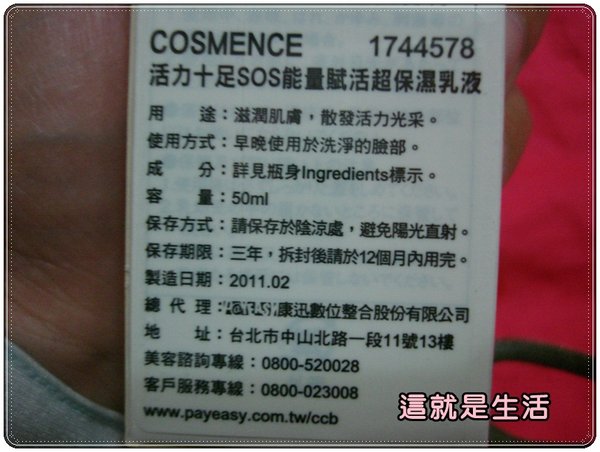 COSMENCE 1744578
活力十足SOS能量賦活超保濕乳液
用 途：滋潤肌膚，散發活力光采。
使用方式：早晚使用於洗淨的臉部。
成 分：詳見瓶身Ingredients標示。
容 量：50ml
保存方式：請保存於陰涼處，避免陽光直射。
保存期限：三年，拆封後請於12個月內用完。
製造日期：2011.02
總 代 理：康迅數位整合股份有限公司
地 址：台北市中山北路一段11號13樓
美容諮詢專線：0800-520028
客戶服務專線：0800-023008
www.payeasy.com.tw/ccb
這就是生活